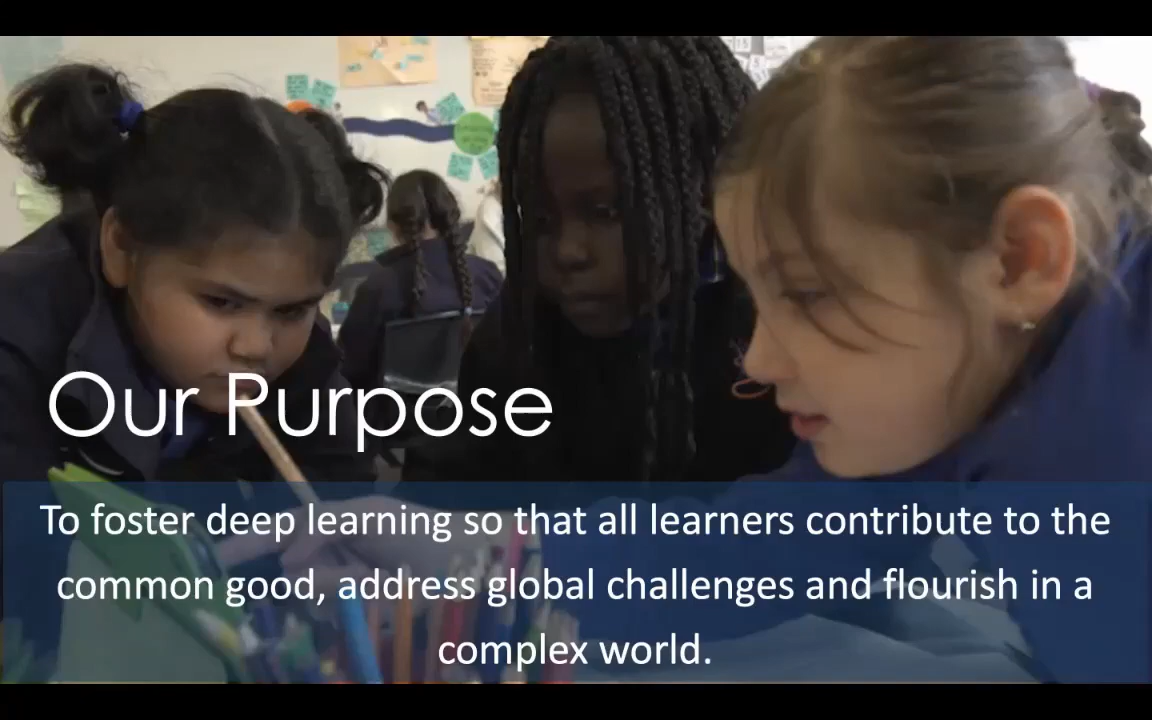 Our Purpose
To foster deep learning so that all learners contribute to the
common good, address global challenges and flourish in a
complex world.